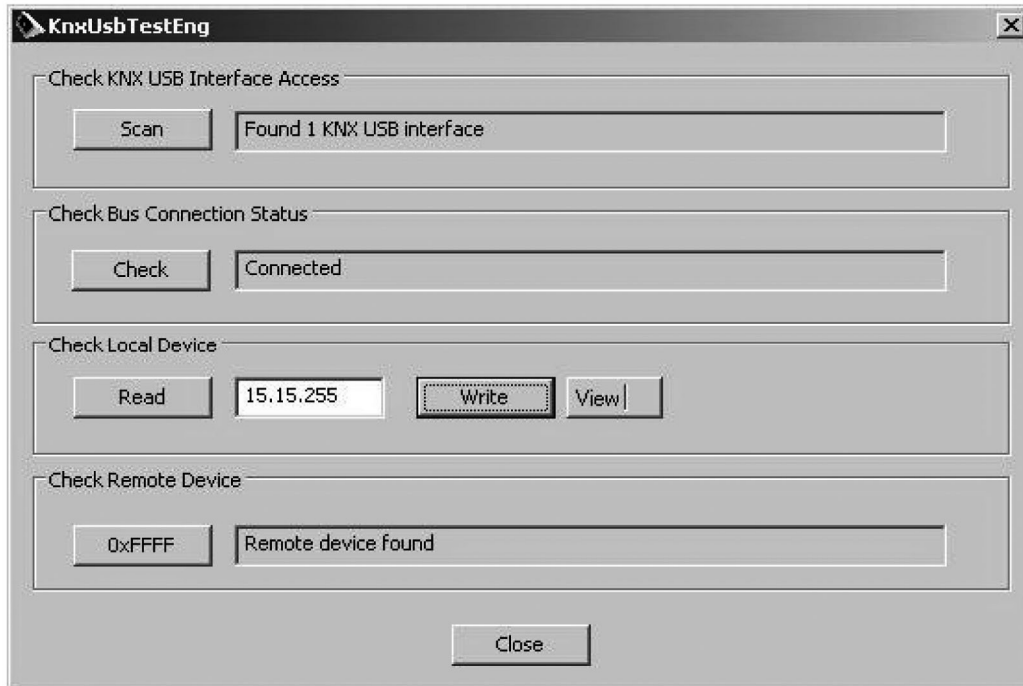 KnxUsbTestEng
Check KNX USB Interface Access
Scan Found 1 KNX USB interface
Check Bus Connection Status
Check Connected
Check Local Device
Read 15.15.255 Write View
Check Remote Device
0xFFFF Remote device found
Close